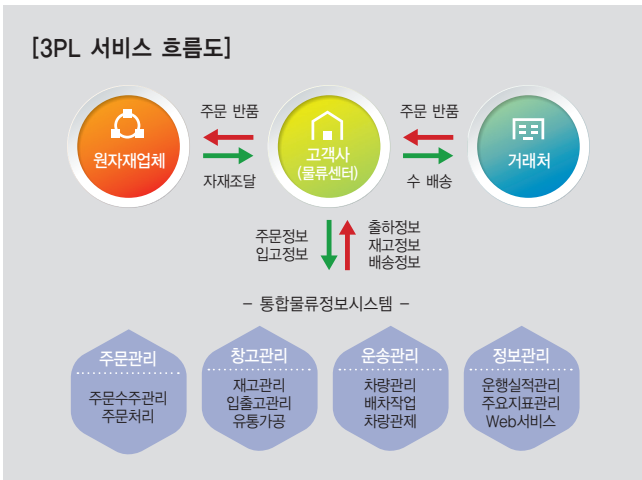 [3PL 서비스 흐름도]
주문 반품
주문 반품
원자재업체
고객사
(물류센터)
거래처
자재조달
수 배송
주문정보
입고정보
출하정보
재고정보
배송정보
- 통합물류정보시스템 -
주문관리
주문수주관리
주문처리
창고관리
재고관리
입출고관리
유통가공
운송관리
차량관리
배차작업
차량관제
정보관리
운행실적관리
주요지표관리
Web서비스